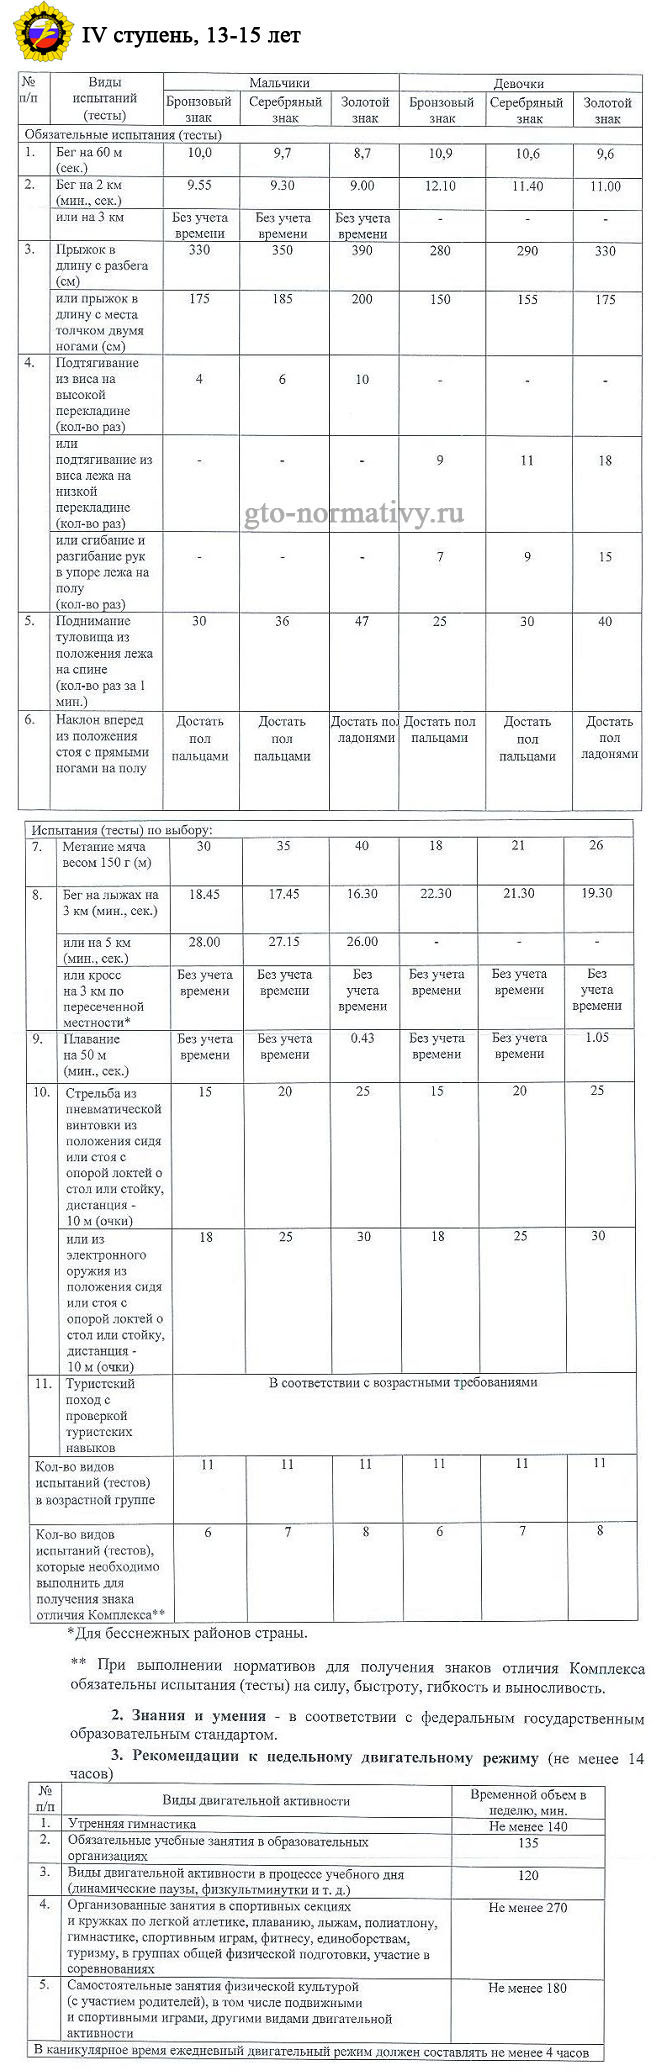 IV ступень, 13-15 лет
№ п/п Виды испытаний (тесты) Мальчики Девочки
Бронзовый знак Серебряный знак Золотой знак Бронзовый знак Серебряный знак Золотой знак
Обязательные испытания (тесты)
1. Бег на 60 м 10,0 9,7 8,7 10,9 10,6 9,6
(сек.)
2. Бег на 2 км 9.55 9.30 9.00 12.10 11.40 11.00
(мин., сек.)
или на 3 км Без учета времени Без учета времени Без учета времени - - -
3. Прыжок в 330 350 390 280 290 330
длину с разбега
(см)
или прыжок в 175 185 200 150 155 175
длину с места
толчком двумя
ногами (см)
4. Подтягивание
из виса на 4 6 10 - - -
высокой
перекладине
(кол-во раз)
или
подтягивание из - - - 9 11 18
виса лежа на
низкой
перекладине
(кол-во раз)
gto-normativy.ru
или сгибание и
разгибание рук - - - 7 9 15
в упоре лежа на
полу
(кол-во раз)
5. Поднимание 30 36 47 25 30 40
туловища из
положения лежа
на спине
(кол-во раз за 1
мин.)
6. Наклон вперед Достать пол пальцами Достать пол пальцами Достать пол ладонями Достать пол пальцами Достать пол пальцами Достать пол ладонями
из положения
стоя с прямыми
ногами на полу
Испытания (тесты) по выбору:
7. Метание мяча 30 35 40 18 21 26
весом 150 г (м)
8. Бег на лыжах на 18.45 17.45 16.30 22.30 21.30 19.30
3 км (мин., сек.)
или на 5 км 28.00 27.15 26.00 - - -
(мин., сек.)
или кросс Без учета времени Без учета времени Без учета времени Без учета времени Без учета времени Без учета времени
на 3 км по
пересеченной
местности*
9. Плавание Без учета времени Без учета времени 0.43 Без учета времени Без учета времени 1.05
на 50 м
(мин., сек.)
10. Стрельба из 15 20 25 15 20 25
пневматической
винтовки из
положения сидя
или стоя с
опорой локтей о
стол или стойку,
дистанция -
10 м (очки)
или из 18 25 30 18 25 30
электронного
оружия из
положения сидя
или стоя с
опорой локтей о
стол или стойку,
дистанция -
10 м (очки)
11. Туристский В соответствии с возрастными требованиями
поход с
проверкой
туристских
навыков
Кол-во видов 11 11 11 11 11 11
испытаний (тестов)
в возрастной группе
Кол-во видов 6 7 8 6 7 8
испытаний (тестов),
которые необходимо
выполнить для
получения знака
отличия Комплекса**
*Для бесснежных районов страны.
** При выполнении нормативов для получения знаков отличия Комплекса
обязательны испытания (тесты) на силу, быстроту, гибкость и выносливость.
2. Знания и умения - в соответствии с федеральным государственным
образовательным стандартом.
3. Рекомендации к недельному двигательному режиму (не менее 14
часов)
№ п/п Виды двигательной активности Временной объем в неделю, мин.
1. Утренняя гимнастика Не менее 140
2. Обязательные учебные занятия в образовательных 135
организациях
3. Виды двигательной активности в процессе учебного дня 120
(динамические паузы, физкультминутки и т. д.)
4. Организованные занятия в спортивных секциях Не менее 270
и кружках по легкой атлетике, плаванию, лыжам, полиатлону,
гимнастике, спортивным играм, фитнесу, единоборствам,
туризму, в группах общей физической подготовки, участие в
соревнованиях
5. Самостоятельные занятия физической культурой Не менее 180
(с участием родителей), в том числе подвижными
и спортивными играми, другими видами двигательной
активности
В каникулярное время ежедневный двигательный режим должен составлять не менее 4 часов